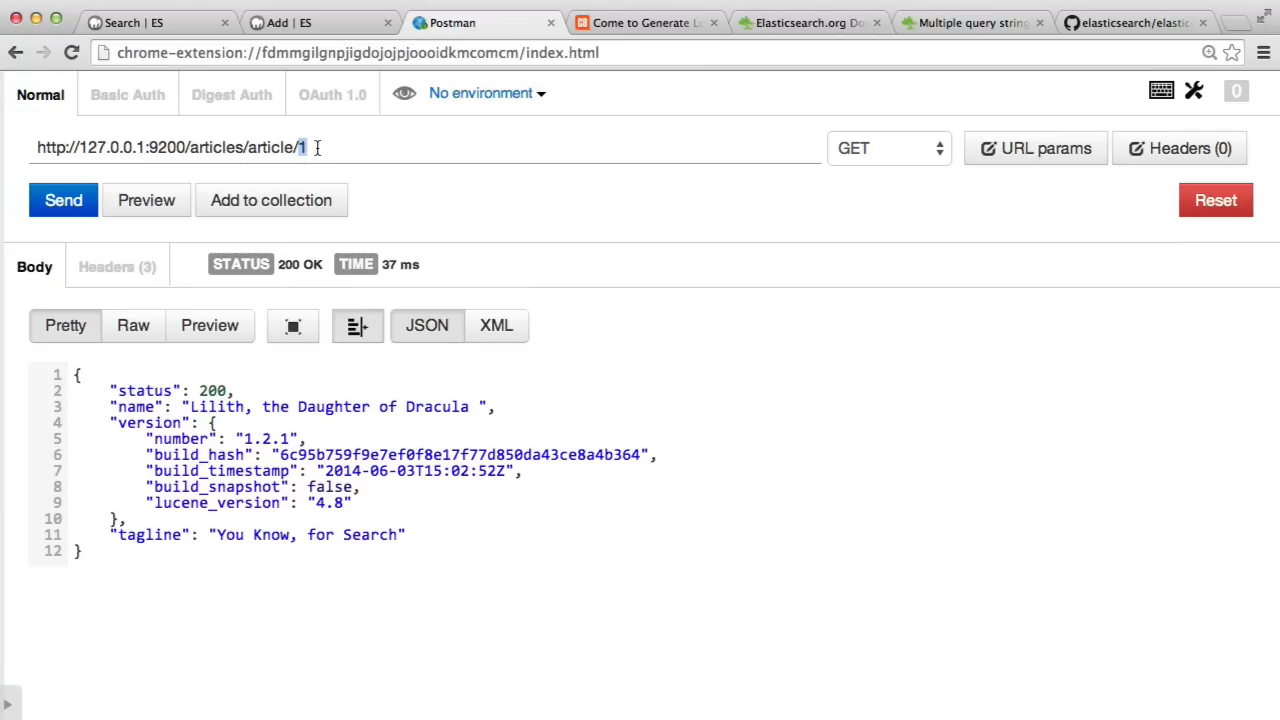 Search | ES
Add | ES
Postman
Come to Generate Lo
Elasticsearch.org Do
Multiple query string
elasticsearch/elastic
chrome-extension://fdmmgilgnpjigdojojpjoooidkmcomcm/index.html
Normal Basic Auth Digest Auth OAuth 1.0 No environment 0
http://127.0.0.1:9200/articles/article/1 GET URL params Headers (0)
Send Preview Add to collection Reset
Body Headers (3) STATUS 200 OK TIME 37 ms
Pretty Raw Preview JSON XML
1 {
2 "status": 200,
3 "name": "Lilith, the Daughter of Dracula ",
4 "version": {
5 "number": "1.2.1",
6 "build_hash": "6c95b759f9e7ef0f8e17f77d850da43ce8a4b364",
7 "build_timestamp": "2014-06-03T15:02:52Z",
8 "build_snapshot": false,
9 "lucene_version": "4.8"
10 },
11 "tagline": "You Know, for Search"
12 }